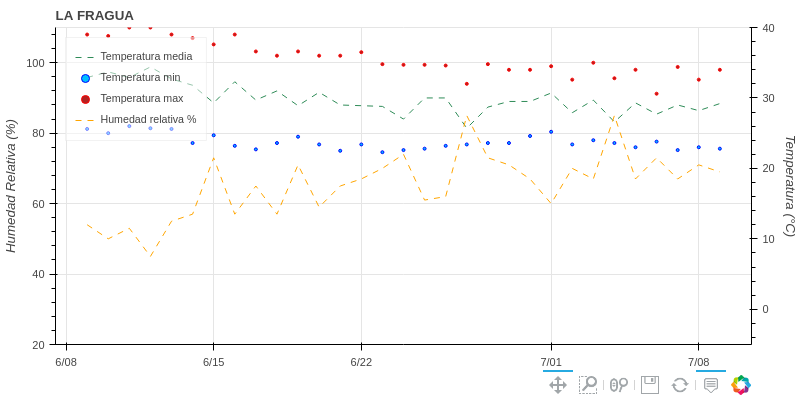 LA FRAGUA
Temperatura media
Temperatura min
Temperatura max
Humedad relativa %
Humedad Relativa (%)
100
80
60
40
20
Temperatura (°C)
40
30
20
10
0
6/08
6/15
6/22
7/01
7/08